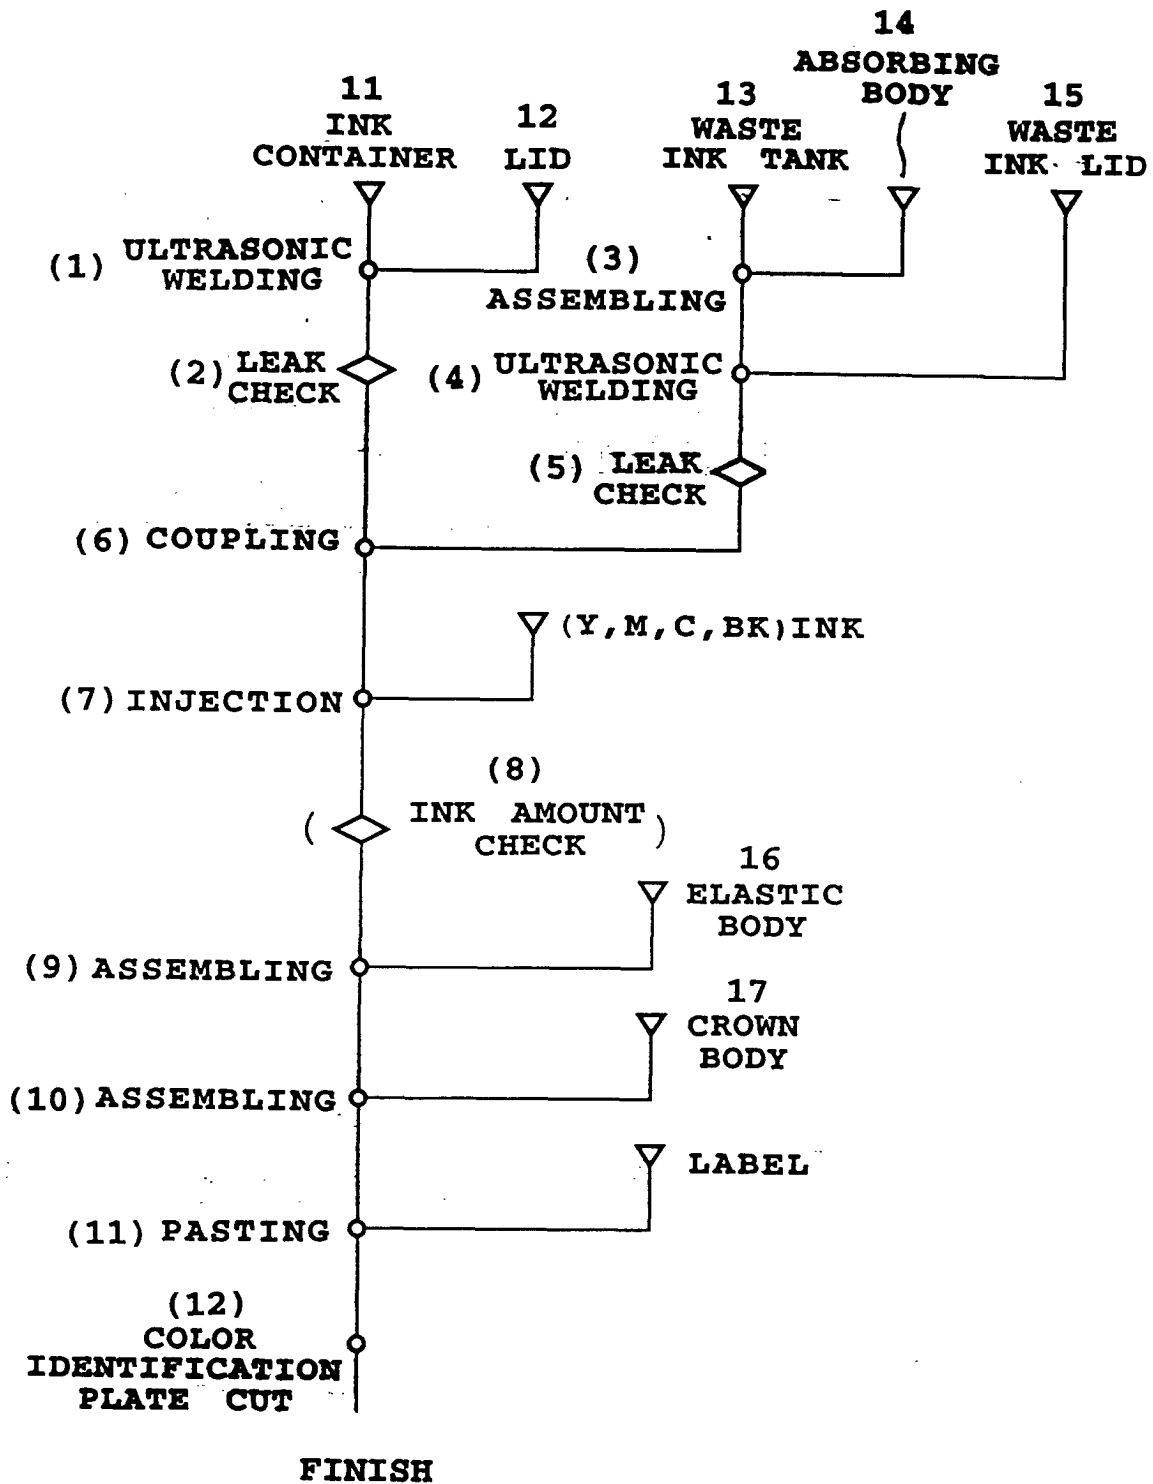 14
ABSORBING
BODY
11
INK
CONTAINER
12
LID
13
WASTE
INK TANK
15
WASTE
INK LID
(1) ULTRASONIC
WELDING
(3)
ASSEMBLING
(2) LEAK
CHECK
(4) ULTRASONIC
WELDING
(5) LEAK
CHECK
(6) COUPLING
(Y,M,C,BK)INK
(7) INJECTION
(8)
( INK AMOUNT )
CHECK
16
ELASTIC
BODY
(9) ASSEMBLING
17
CROWN
BODY
(10) ASSEMBLING
LABEL
(11) PASTING
(12)
COLOR
IDENTIFICATION
PLATE CUT
FINISH